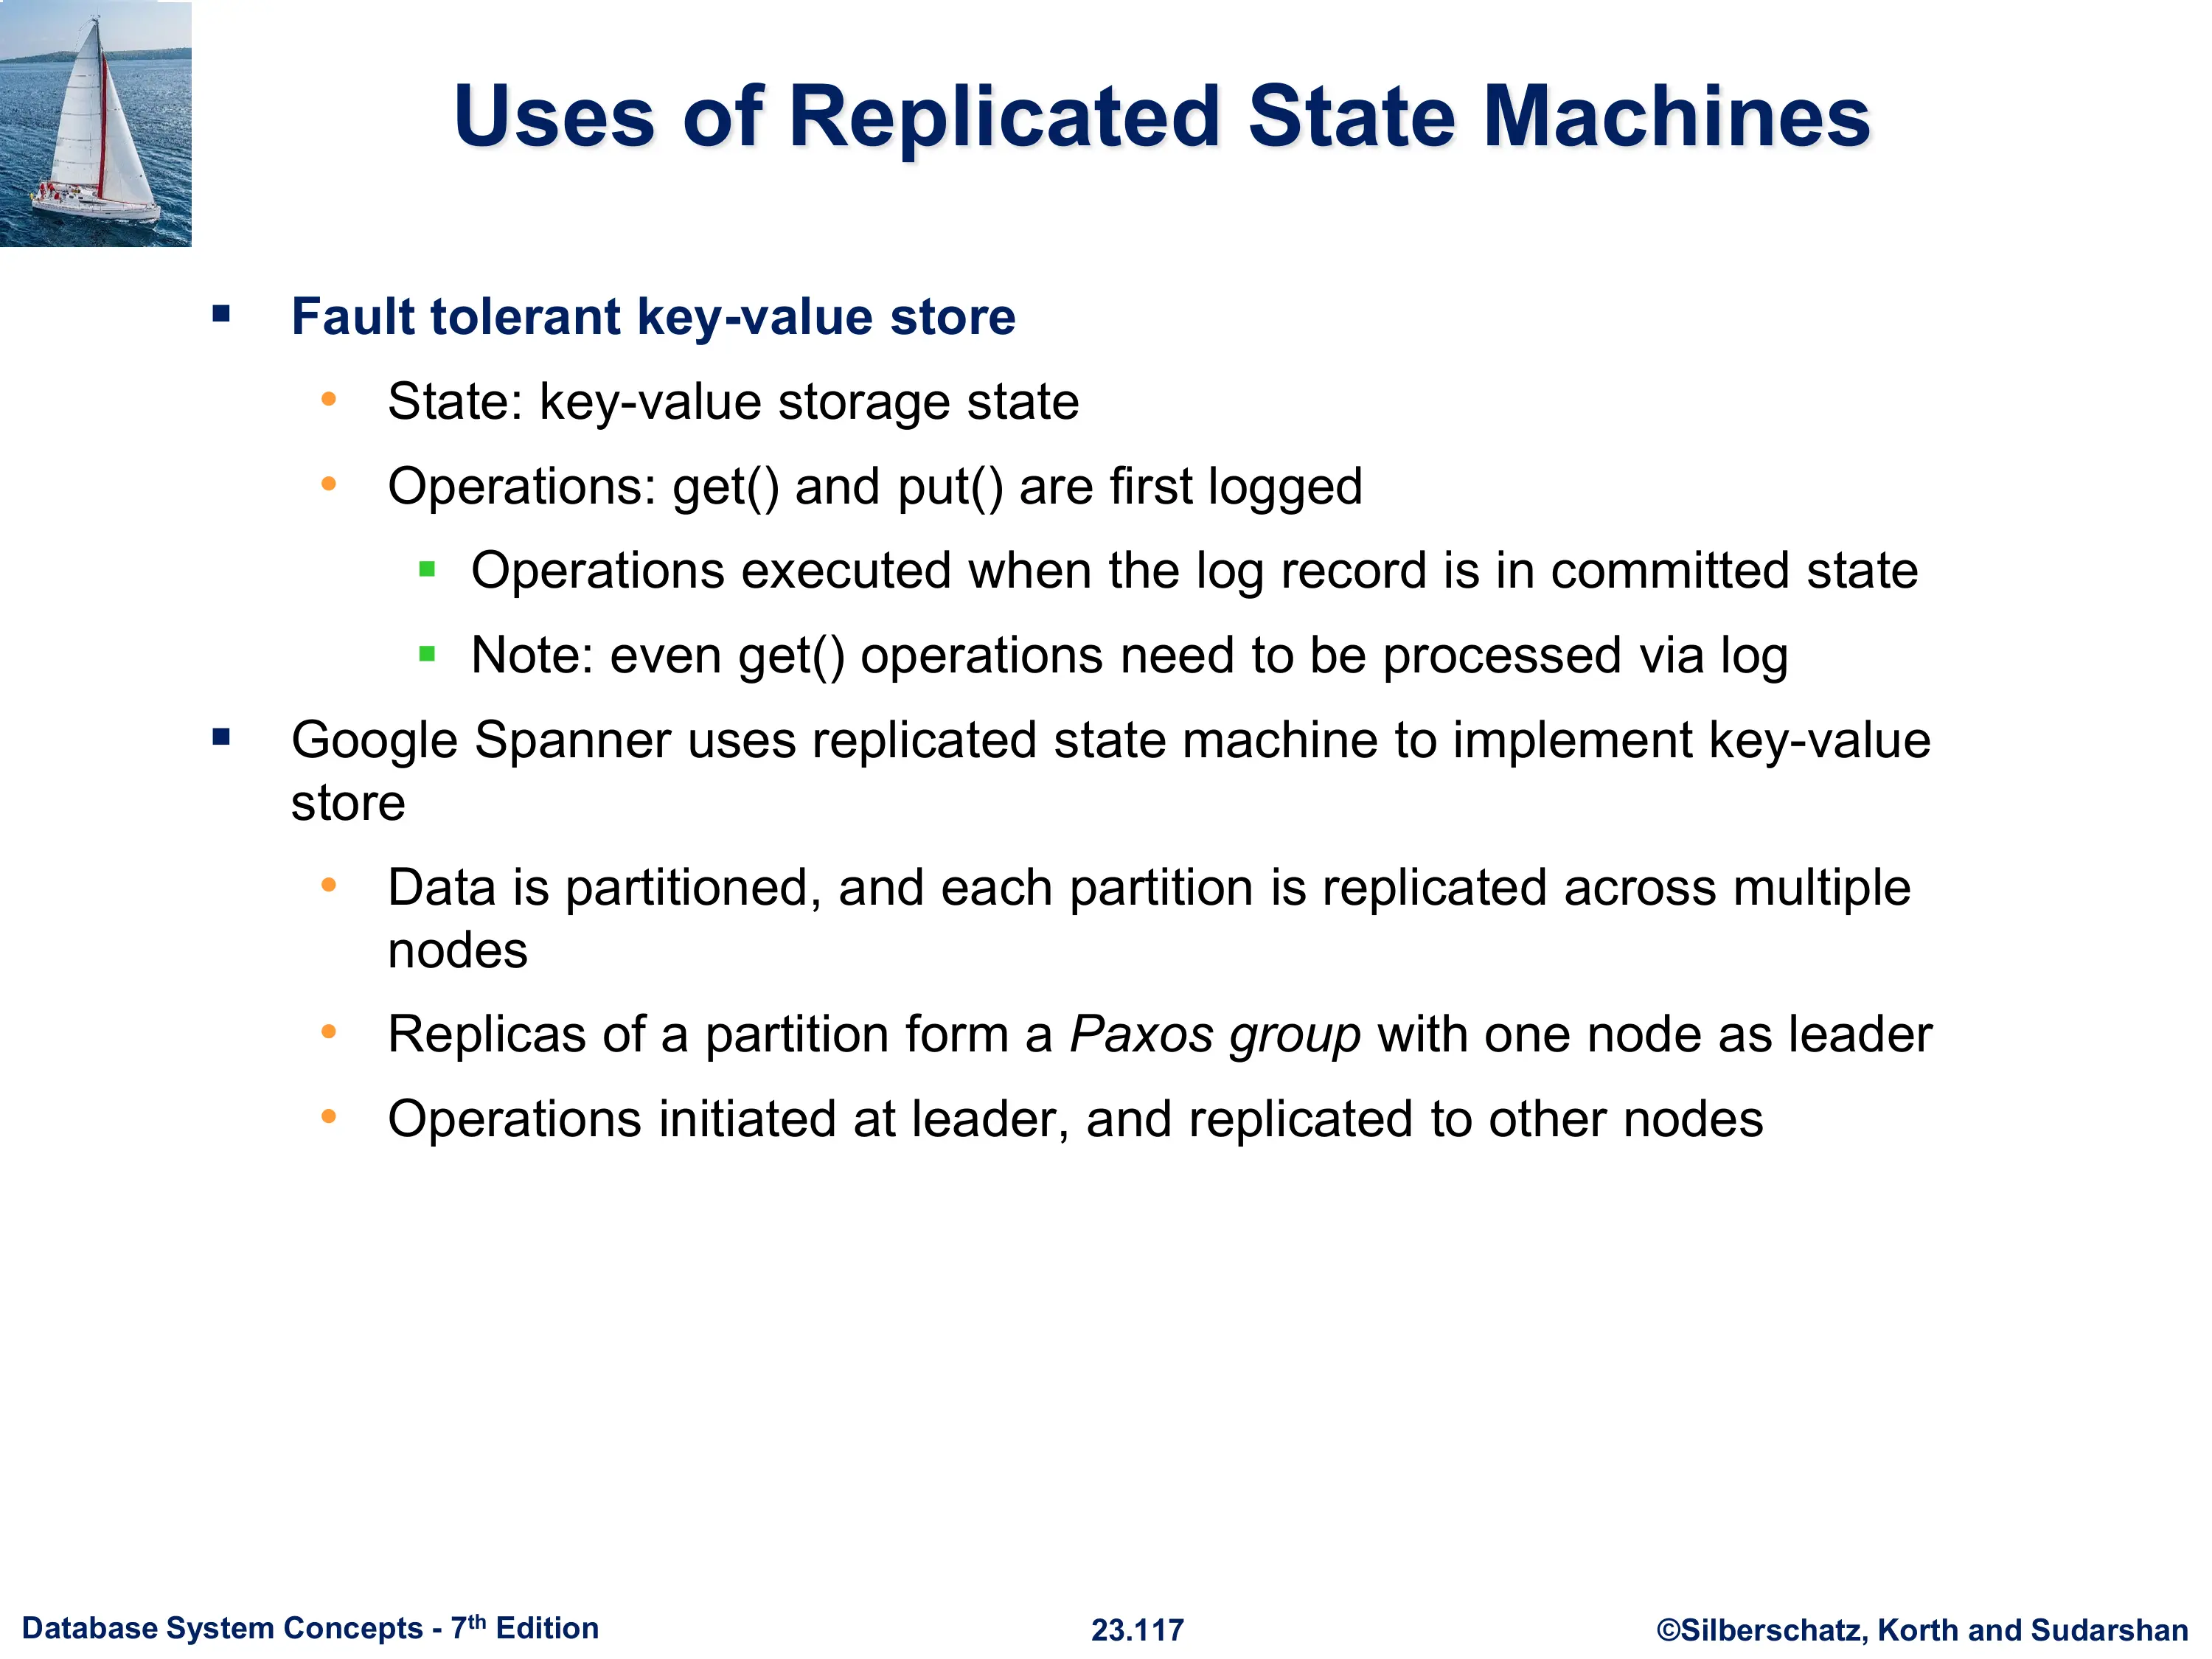 Uses of Replicated State Machines
▪ Fault tolerant key-value store
• State: key-value storage state
• Operations: get() and put() are first logged
▪ Operations executed when the log record is in committed state
▪ Note: even get() operations need to be processed via log
▪ Google Spanner uses replicated state machine to implement key-value
store
• Data is partitioned, and each partition is replicated across multiple
nodes
• Replicas of a partition form a Paxos group with one node as leader
• Operations initiated at leader, and replicated to other nodes
Database System Concepts - 7th Edition
23.117
©Silberschatz, Korth and Sudarshan